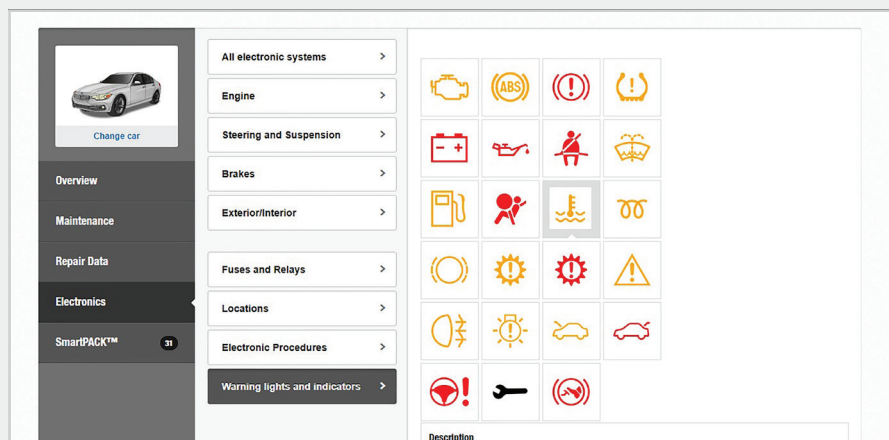 Change car
Overview
Maintenance
Repair Data
Electronics
SmartPACK™ 31
All electronic systems
Engine
Steering and Suspension
Brakes
Exterior/Interior
Fuses and Relays
Locations
Electronic Procedures
Warning lights and indicators
(ABS)
Description